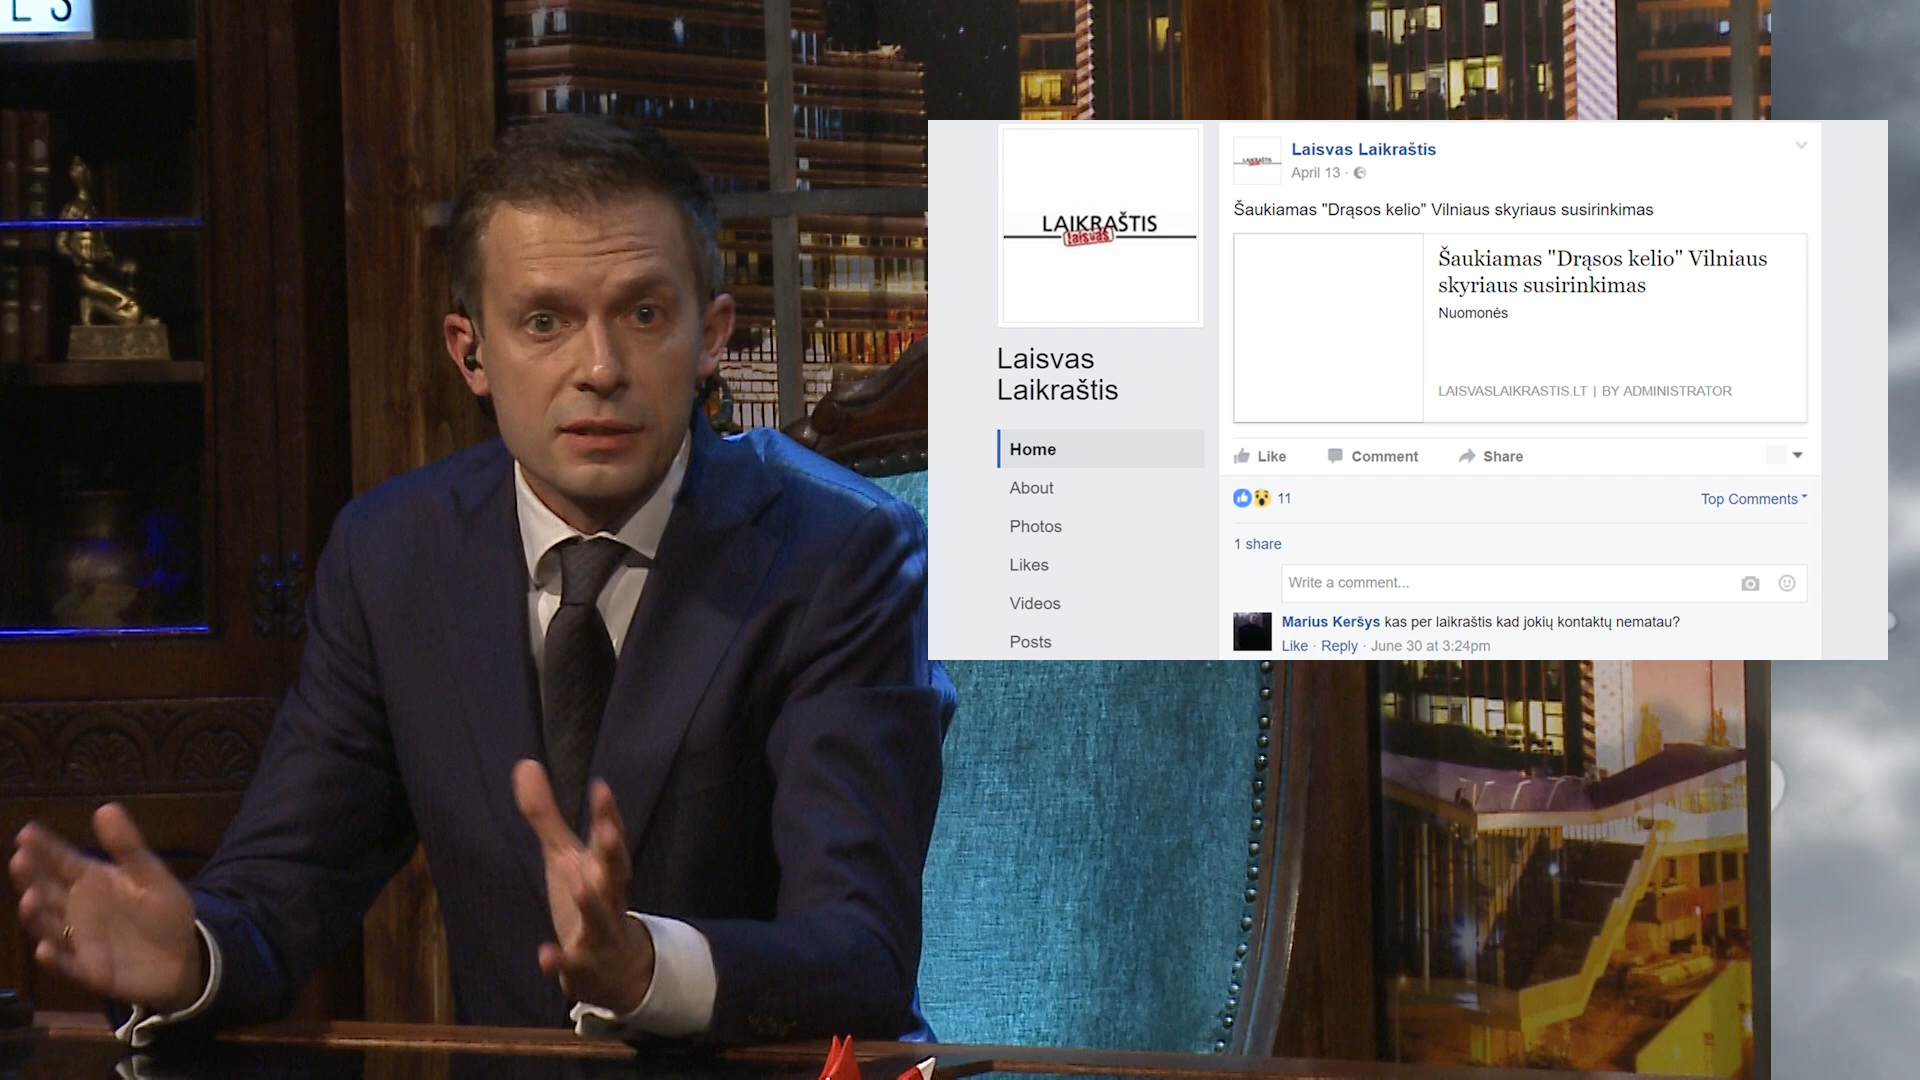 LES
LAIKRAŠTIS
laisvas
Laisvas
Laikraštis
Home
About
Photos
Likes
Videos
Posts
Laisvas Laikraštis
April 13 ·
Šaukiamas "Drąsos kelio" Vilniaus skyriaus susirinkimas
Šaukiamas "Drąsos kelio" Vilniaus
skyriaus susirinkimas
Nuomonės
LAISVASLAIKRASTIS.LT | BY ADMINISTRATOR
Like Comment Share
11 Top Comments
1 share
Write a comment...
Marius Keršys kas per laikraštis kad jokių kontaktų nematau?
Like · Reply · June 30 at 3:24pm